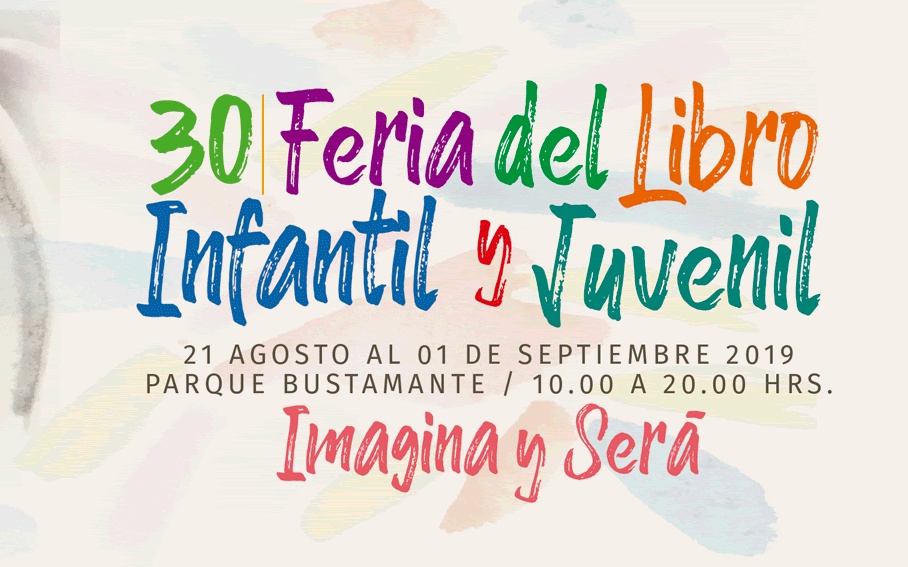 30 Feria del Libro
Infantil y Juvenil
21 AGOSTO AL 01 DE SEPTIEMBRE 2019
PARQUE BUSTAMANTE / 10.00 A 20.00 HRS.
Imagina y Será